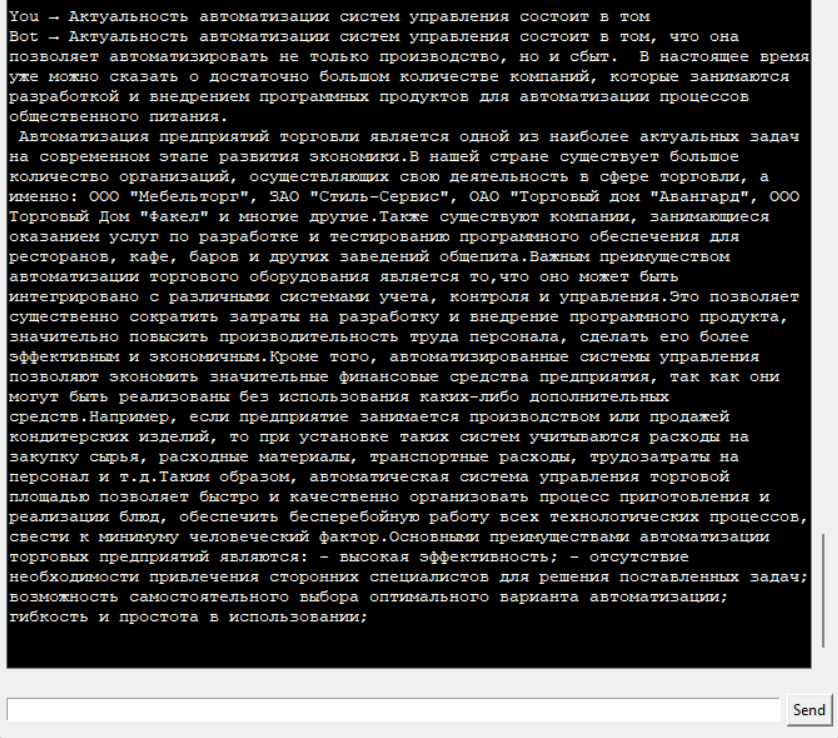 You → Актуальность автоматизации систем управления состоит в том
Bot → Актуальность автоматизации систем управления состоит в том, что она
позволяет автоматизировать не только производство, но и сбыт.  В настоящее время
уже можно сказать о достаточно большом количестве компаний, которые занимаются
разработкой и внедрением программных продуктов для автоматизации процессов
общественного питания.
 Автоматизация предприятий торговли является одной из наиболее актуальных задач
на современном этапе развития экономики.В нашей стране существует большое
количество организаций, осуществляющих свою деятельность в сфере торговли, а
именно: ООО "Мебельторг", ЗАО "Стиль-Сервис", ОАО "Торговый дом "Авангард", ООО
Торговый Дом "Факел" и многие другие.Также существуют компании, занимающиеся
оказанием услуг по разработке и тестированию программного обеспечения для
ресторанов, кафе, баров и других заведений общепита.Важным преимуществом
автоматизации торгового оборудования является то,что оно может быть
интегрировано с различными системами учета, контроля и управления.Это позволяет
существенно сократить затраты на разработку и внедрение программного продукта,
значительно повысить производительность труда персонала, сделать его более
эффективным и экономичным.Кроме того, автоматизированные системы управления
позволяют экономить значительные финансовые средства предприятия, так как они
могут быть реализованы без использования каких-либо дополнительных
средств.Например, если предприятие занимается производством или продажей
кондитерских изделий, то при установке таких систем учитываются расходы на
закупку сырья, расходные материалы, транспортные расходы, трудозатраты на
персонал и т.д.Таким образом, автоматическая система управления торговой
площадью позволяет быстро и качественно организовать процесс приготовления и
реализации блюд, обеспечить бесперебойную работу всех технологических процессов,
свести к минимуму человеческий фактор.Основными преимуществами автоматизации
торговых предприятий являются: - высокая эффективность; - отсутствие
необходимости привлечения сторонних специалистов для решения поставленных задач;
возможность самостоятельного выбора оптимального варианта автоматизации;
гибкость и простота в использовании;
Send